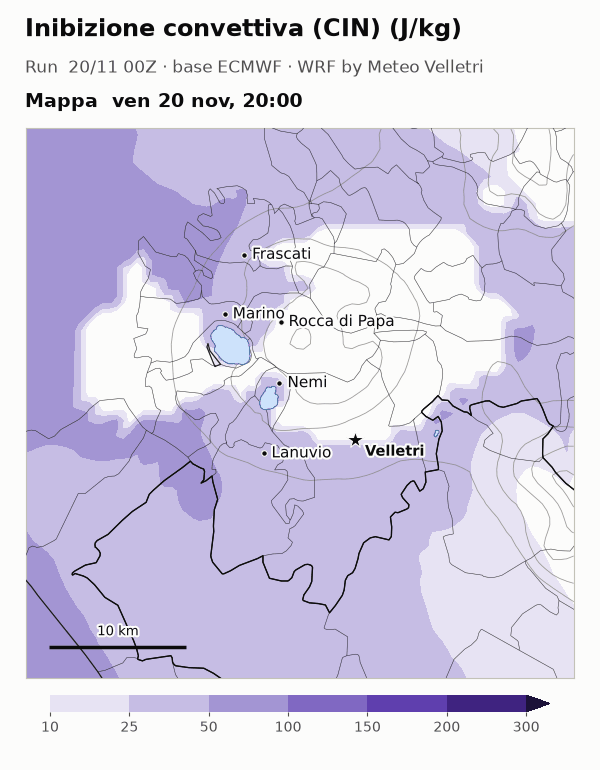 Inibizione convettiva (CIN) (J/kg)
Run  20/11 00Z · base ECMWF · WRF by Meteo Velletri
Mappa  ven 20 nov, 20:00
Frascati
Marino
Rocca di Papa
Nemi
Velletri
Lanuvio
10 km
10 25 50 100 150 200 300